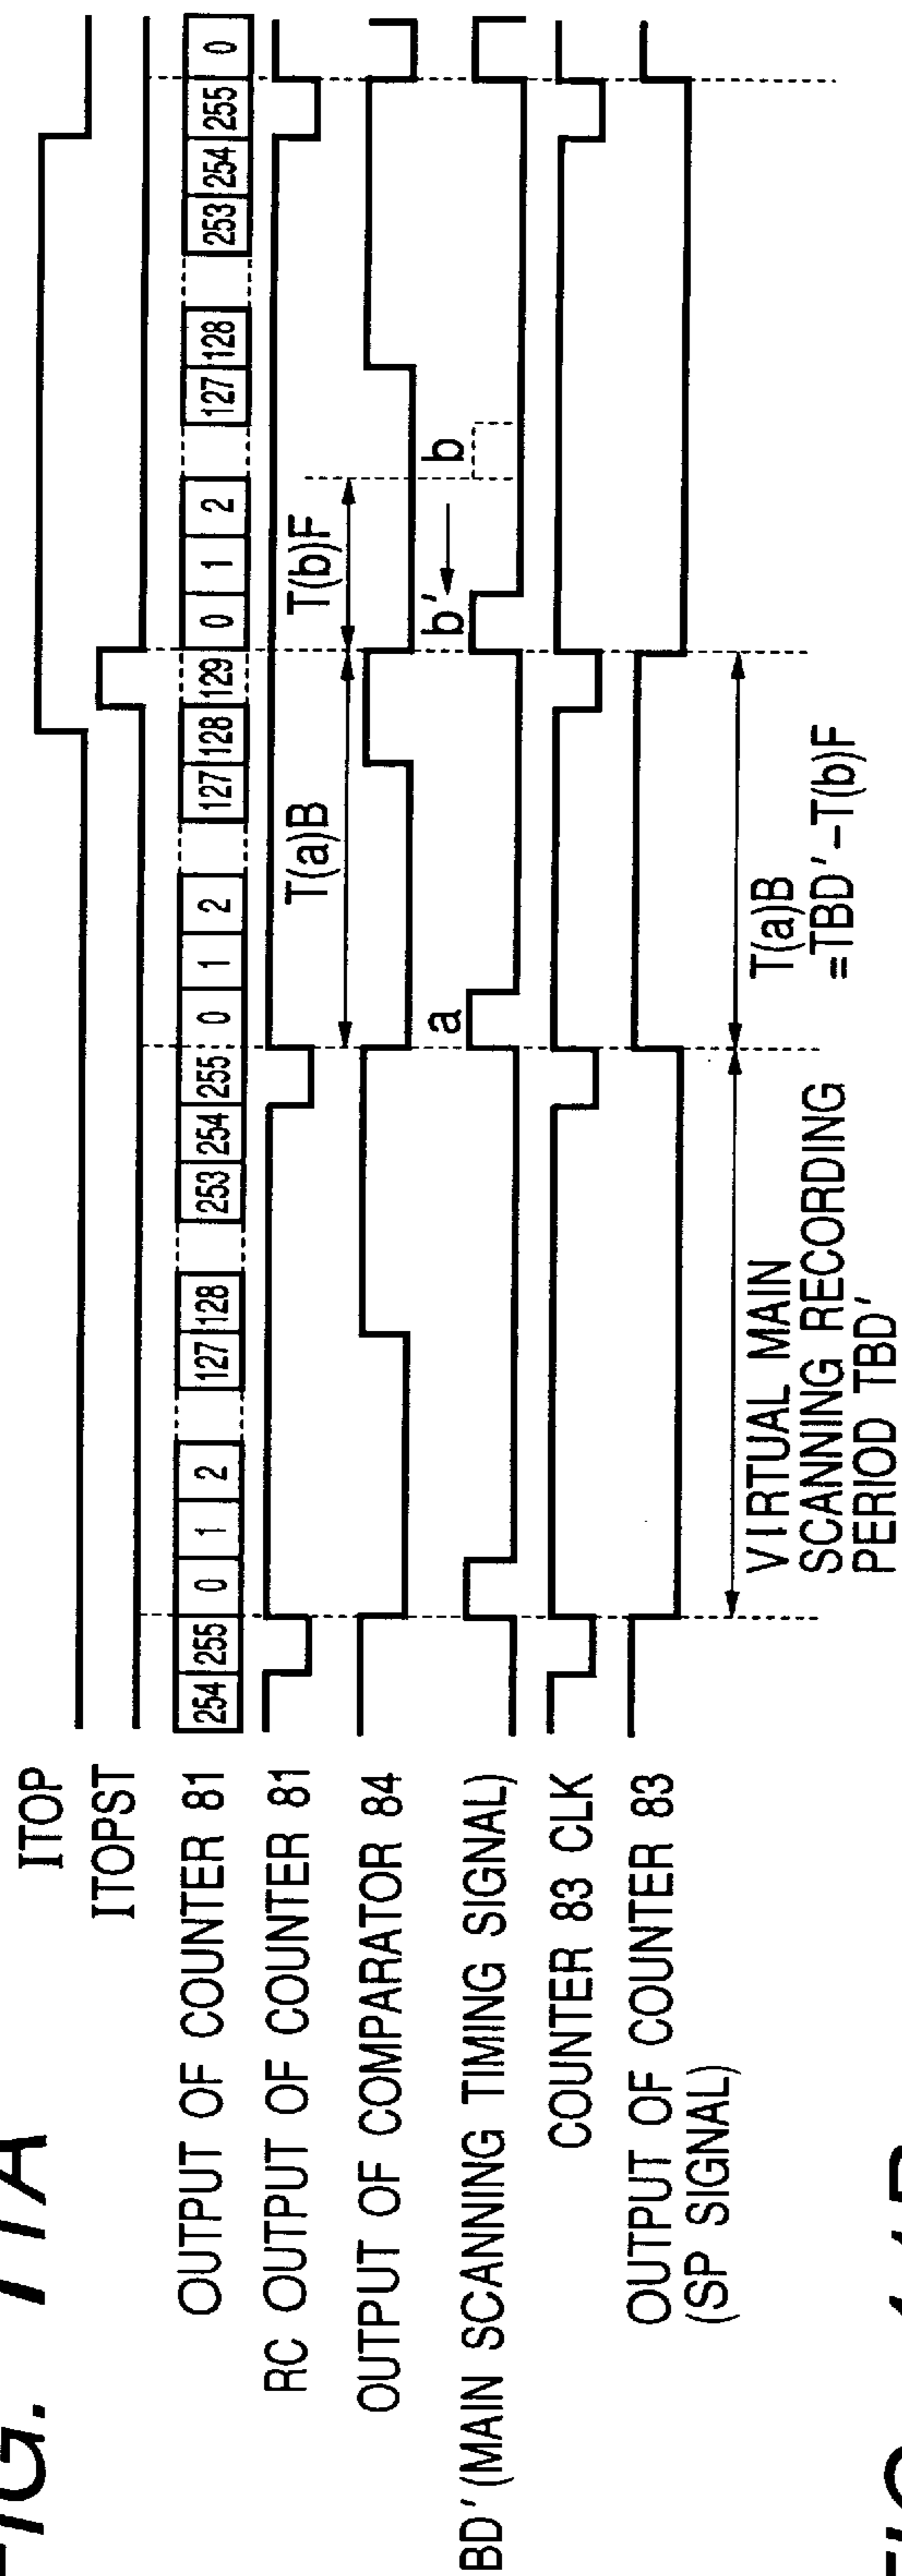 FIG. 11A
ITOP
ITOPST
OUTPUT OF COUNTER 81
254 255 0 1 2 127 128 253 254 255 0 1 2 127 128 129 0 1 2 127 128 253 254 255 0
RC OUTPUT OF COUNTER 81
T(a)B T(b)F
OUTPUT OF COMPARATOR 84
BD'(MAIN SCANNING TIMING SIGNAL)
a b' b
COUNTER 83 CLK
OUTPUT OF COUNTER 83
(SP SIGNAL)
VIRTUAL MAIN
SCANNING RECORDING
PERIOD TBD'
T(a)B
=TBD'-T(b)F